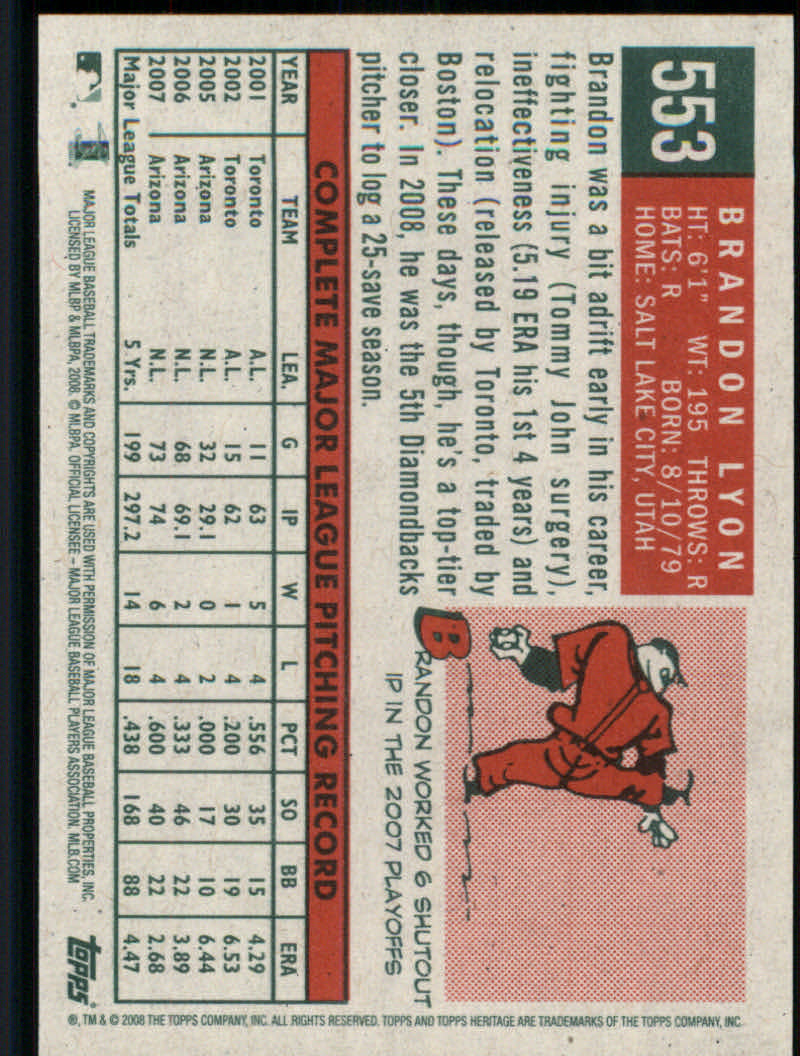 553
BRANDON LYON
HT: 6'1" WT: 195 THROWS: R
BATS: R BORN: 8/10/79
HOME: SALT LAKE CITY, UTAH
Brandon was a bit adrift early in his career,
fighting injury (Tommy John surgery),
ineffectiveness (5.19 ERA his 1st 4 years) and
relocation (released by Toronto, traded by
Boston). These days, though, he's a top-tier
closer. In 2008, he was the 5th Diamondbacks
pitcher to log a 25-save season.
BRANDON WORKED 6 SHUTOUT
IP IN THE 2007 PLAYOFFS
COMPLETE MAJOR LEAGUE PITCHING RECORD
YEAR TEAM LEA. G IP W L PCT SO BB ERA
2001 Toronto A.L. 11 63 5 4 .556 35 15 4.29
2002 Toronto A.L. 15 62 1 4 .200 30 19 6.53
2005 Arizona N.L. 32 29.1 0 2 .000 17 10 6.44
2006 Arizona N.L. 68 69.1 2 4 .333 46 22 3.89
2007 Arizona N.L. 73 74 6 4 .600 40 22 2.68
Major League Totals 5 Yrs. 199 297.2 14 18 .438 168 88 4.47
MAJOR LEAGUE BASEBALL TRADEMARKS AND COPYRIGHTS ARE USED WITH PERMISSION OF MAJOR LEAGUE BASEBALL PROPERTIES, INC.
LICENSED BY MLBP & MLBPA, 2008. © MLBPA. OFFICIAL LICENSEE – MAJOR LEAGUE BASEBALL PLAYERS ASSOCIATION. MLB.COM
topps
®, TM & © 2008 THE TOPPS COMPANY, INC. ALL RIGHTS RESERVED. TOPPS AND TOPPS HERITAGE ARE TRADEMARKS OF THE TOPPS COMPANY, INC.